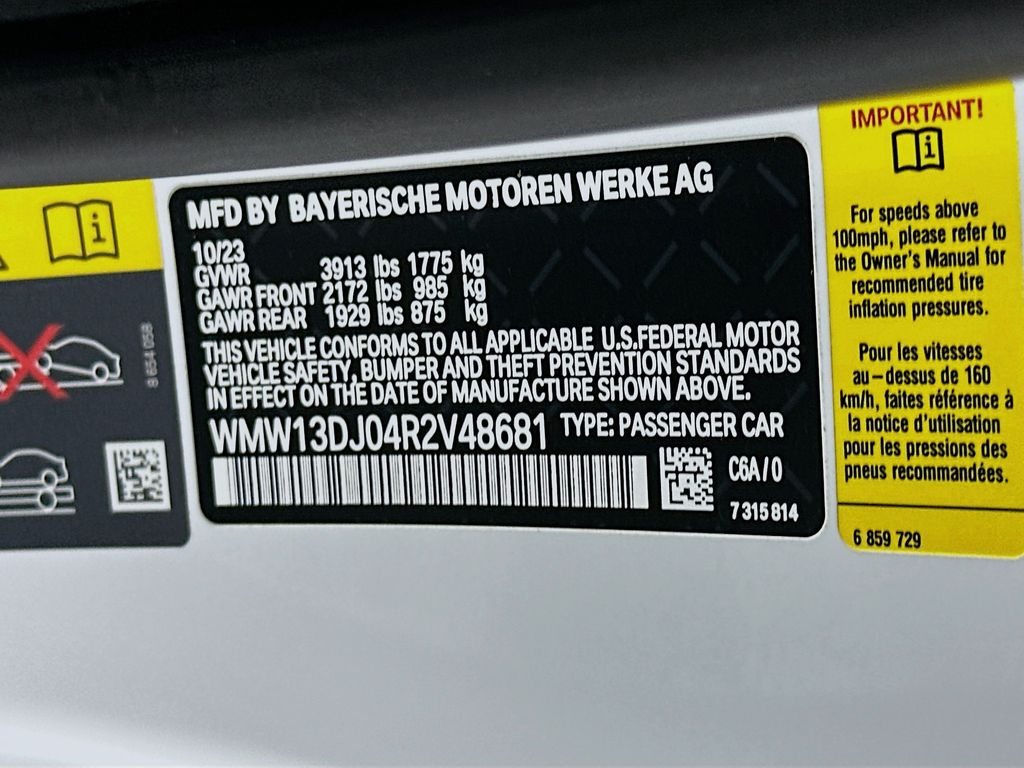 MFD BY BAYERISCHE MOTOREN WERKE AG
10/23
GVWR 3913 lbs 1775 kg
GAWR FRONT 2172 lbs 985 kg
GAWR REAR 1929 lbs 875 kg
THIS VEHICLE CONFORMS TO ALL APPLICABLE U.S.FEDERAL MOTOR
VEHICLE SAFETY, BUMPER AND THEFT PREVENTION STANDARDS
IN EFFECT ON THE DATE OF MANUFACTURE SHOWN ABOVE.
WMW13DJ04R2V48681 TYPE: PASSENGER CAR
C6A/0
7 315 814
8 654 058
IMPORTANT!
For speeds above
100mph, please refer to
the Owner's Manual for
recommended tire
inflation pressures.
Pour les vitesses
au-dessus de 160
km/h, faites référence à
la notice d'utilisation
pour les pressions des
pneus recommandées.
6 859 729